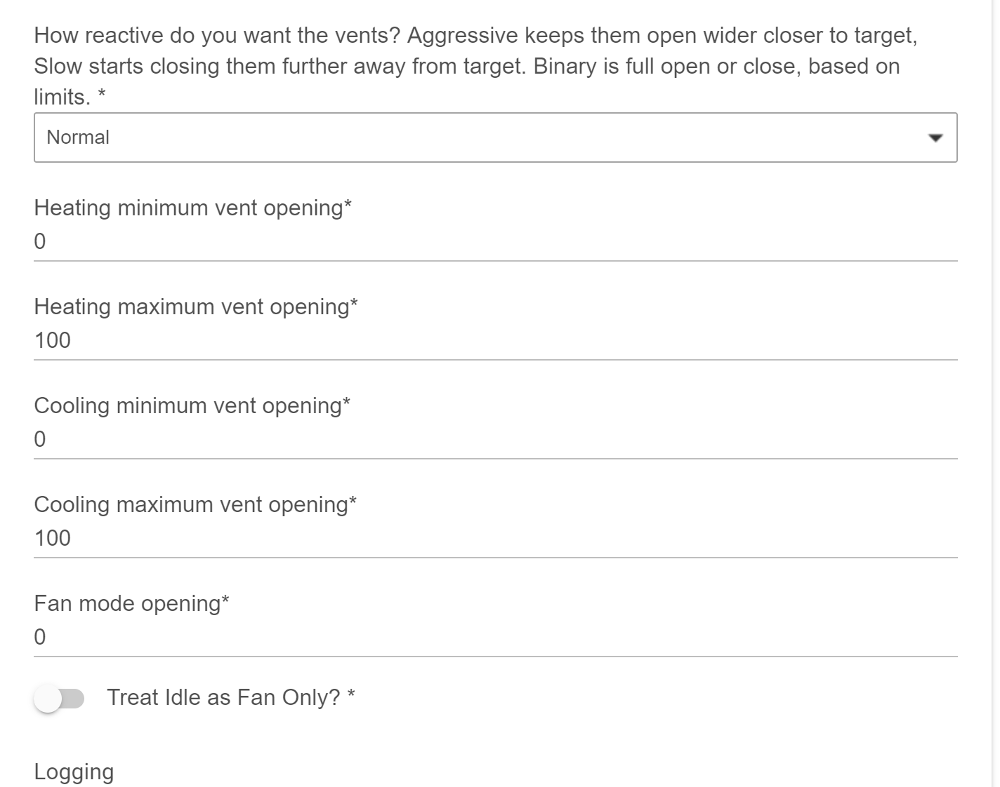 How reactive do you want the vents? Aggressive keeps them open wider closer to target,
Slow starts closing them further away from target. Binary is full open or close, based on
limits. *
Normal
Heating minimum vent opening*
0
Heating maximum vent opening*
100
Cooling minimum vent opening*
0
Cooling maximum vent opening*
100
Fan mode opening*
0
Treat Idle as Fan Only? *
Logging